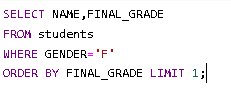 SELECT NAME,FINAL_GRADE
FROM students
WHERE GENDER='F'
ORDER BY FINAL_GRADE LIMIT 1;